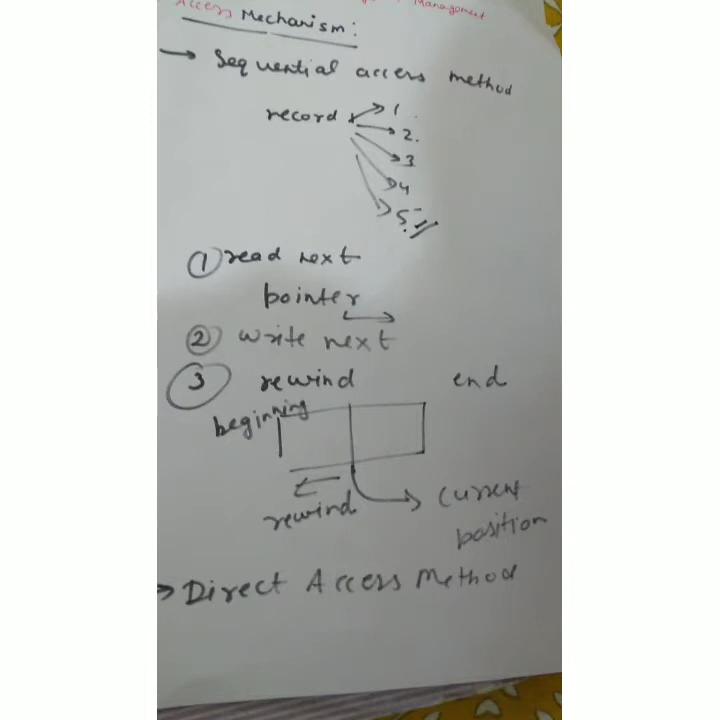 Management
Access Mechanism:
→ Sequential access method
record 1.
2.
3
4
5.
① read next
pointer
② write next
③ rewind end
beginning
rewind
current
position
→ Direct Access Method